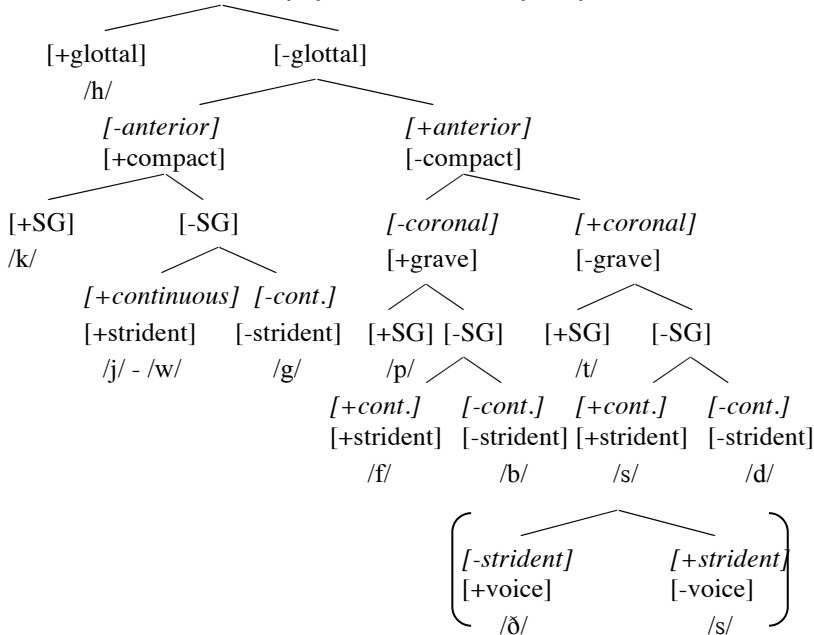 [+glottal] [-glottal]
/h/
[-anterior] [+anterior]
[+compact] [-compact]
[+SG] [-SG] [-coronal] [+coronal]
/k/ [+grave] [-grave]
[+continuous] [-cont.]
[+strident] [-strident] [+SG] [-SG] [+SG] [-SG]
/j/ - /w/ /g/ /p/ /t/
[+cont.] [-cont.] [+cont.] [-cont.]
[+strident] [-strident] [+strident] [-strident]
/f/ /b/ /s/ /d/
[-strident] [+strident]
[+voice] [-voice]
/ð/ /s/